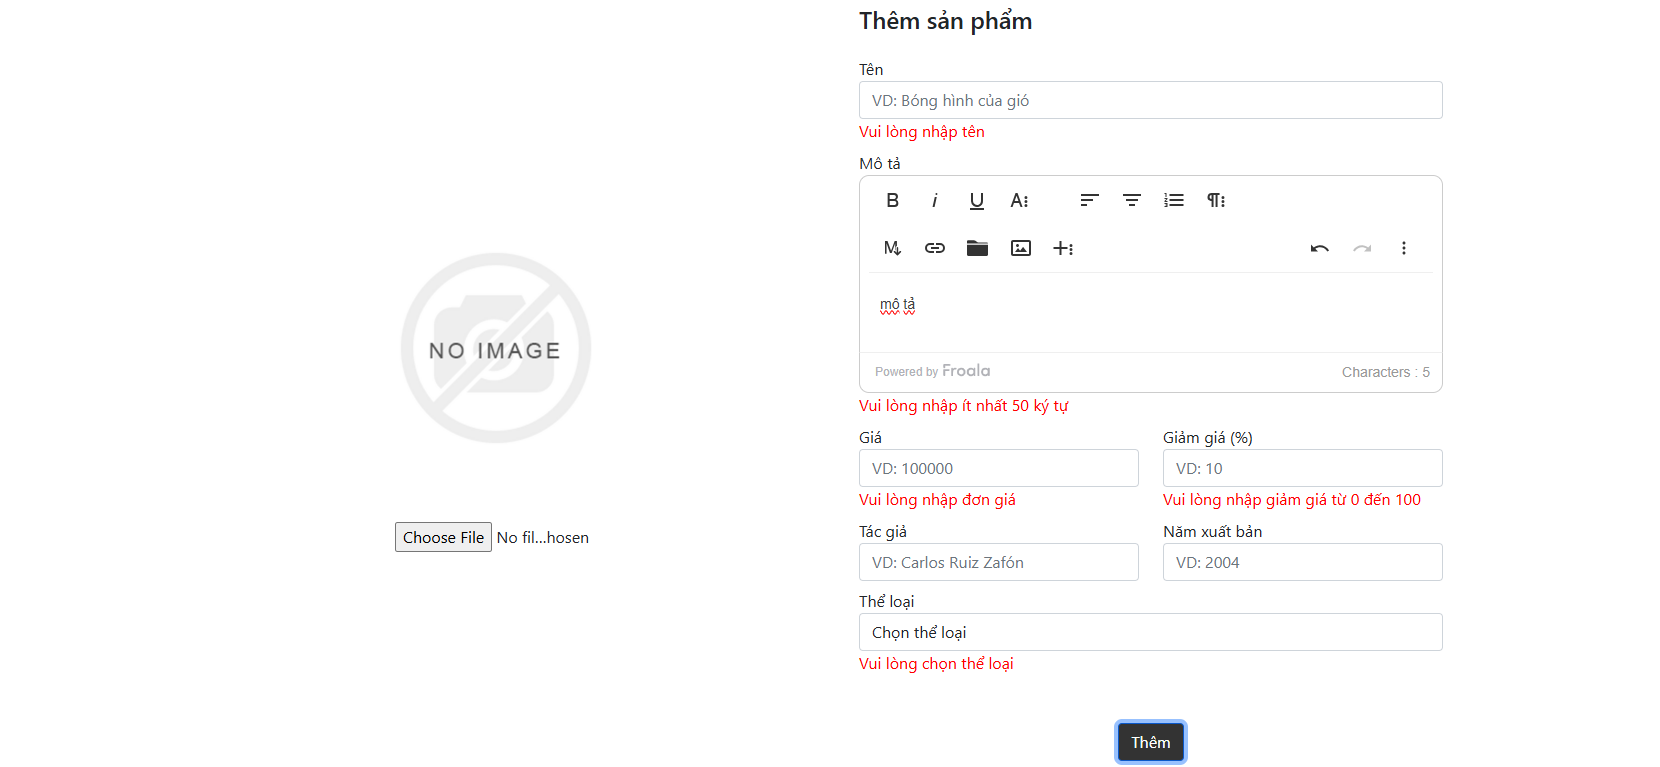 Thêm sản phẩm
Tên
VD: Bóng hình của gió
Vui lòng nhập tên
Mô tả
mô tả
Powered by Froala
Characters : 5
Vui lòng nhập ít nhất 50 ký tự
Giá
Giảm giá (%)
VD: 100000
VD: 10
Vui lòng nhập đơn giá
Vui lòng nhập giảm giá từ 0 đến 100
Tác giả
Năm xuất bản
VD: Carlos Ruiz Zafón
VD: 2004
Thể loại
Chọn thể loại
Vui lòng chọn thể loại
Thêm
NO IMAGE
Choose File No fil...hosen